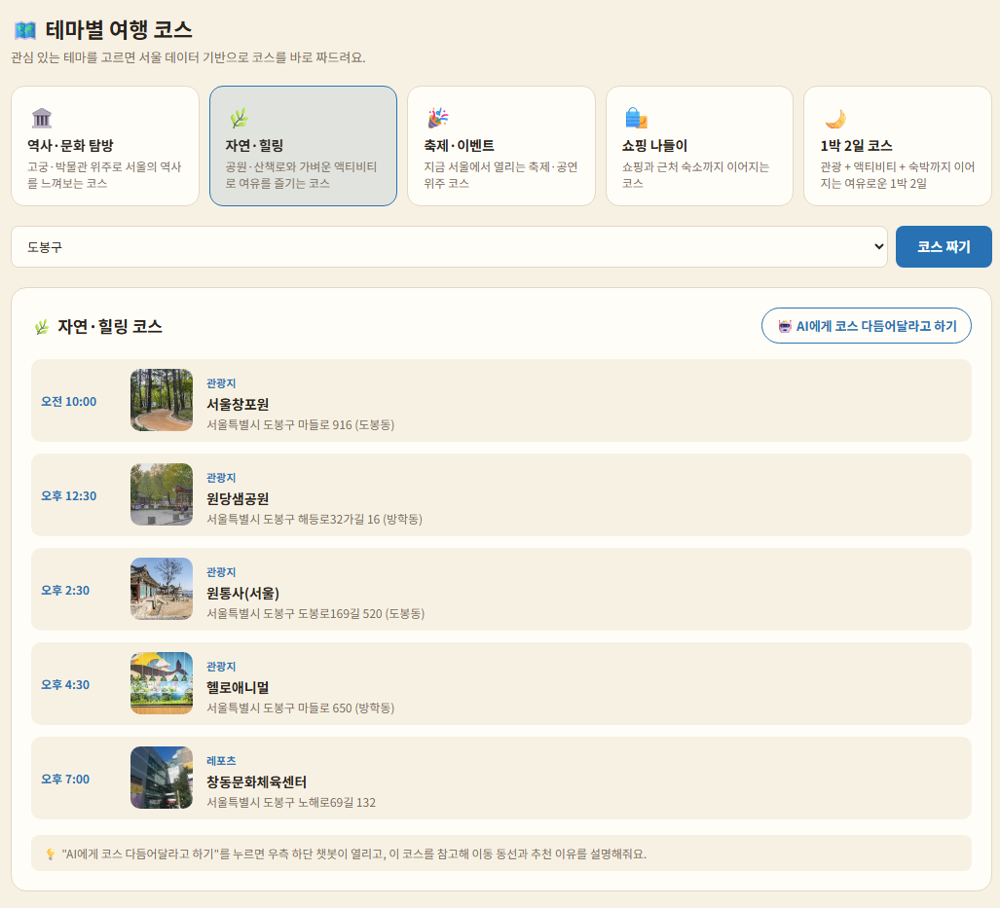 테마별 여행 코스
관심 있는 테마를 고르면 서울 데이터 기반으로 코스를 바로 짜드려요.
역사·문화 탐방
고궁·박물관 위주로 서울의 역사
를 느껴보는 코스
자연·힐링
공원·산책로와 가벼운 액티비티
로 여유를 즐기는 코스
축제·이벤트
지금 서울에서 열리는 축제·공연
위주 코스
쇼핑 나들이
쇼핑과 근처 숙소까지 이어지는
코스
1박 2일 코스
관광 + 액티비티 + 숙박까지 이어
지는 여유로운 1박 2일
도봉구
코스 짜기
자연·힐링 코스
AI에게 코스 다듬어달라고 하기
오전 10:00
관광지
서울창포원
서울특별시 도봉구 마들로 916 (도봉동)
오후 12:30
관광지
원당샘공원
서울특별시 도봉구 해등로32가길 16 (방학동)
오후 2:30
관광지
원통사(서울)
서울특별시 도봉구 도봉로169길 520 (도봉동)
오후 4:30
관광지
헬로애니멀
서울특별시 도봉구 마들로 650 (방학동)
오후 7:00
레포츠
창동문화체육센터
서울특별시 도봉구 노해로69길 132
"AI에게 코스 다듬어달라고 하기"를 누르면 우측 하단 챗봇이 열리고, 이 코스를 참고해 이동 동선과 추천 이유를 설명해줘요.